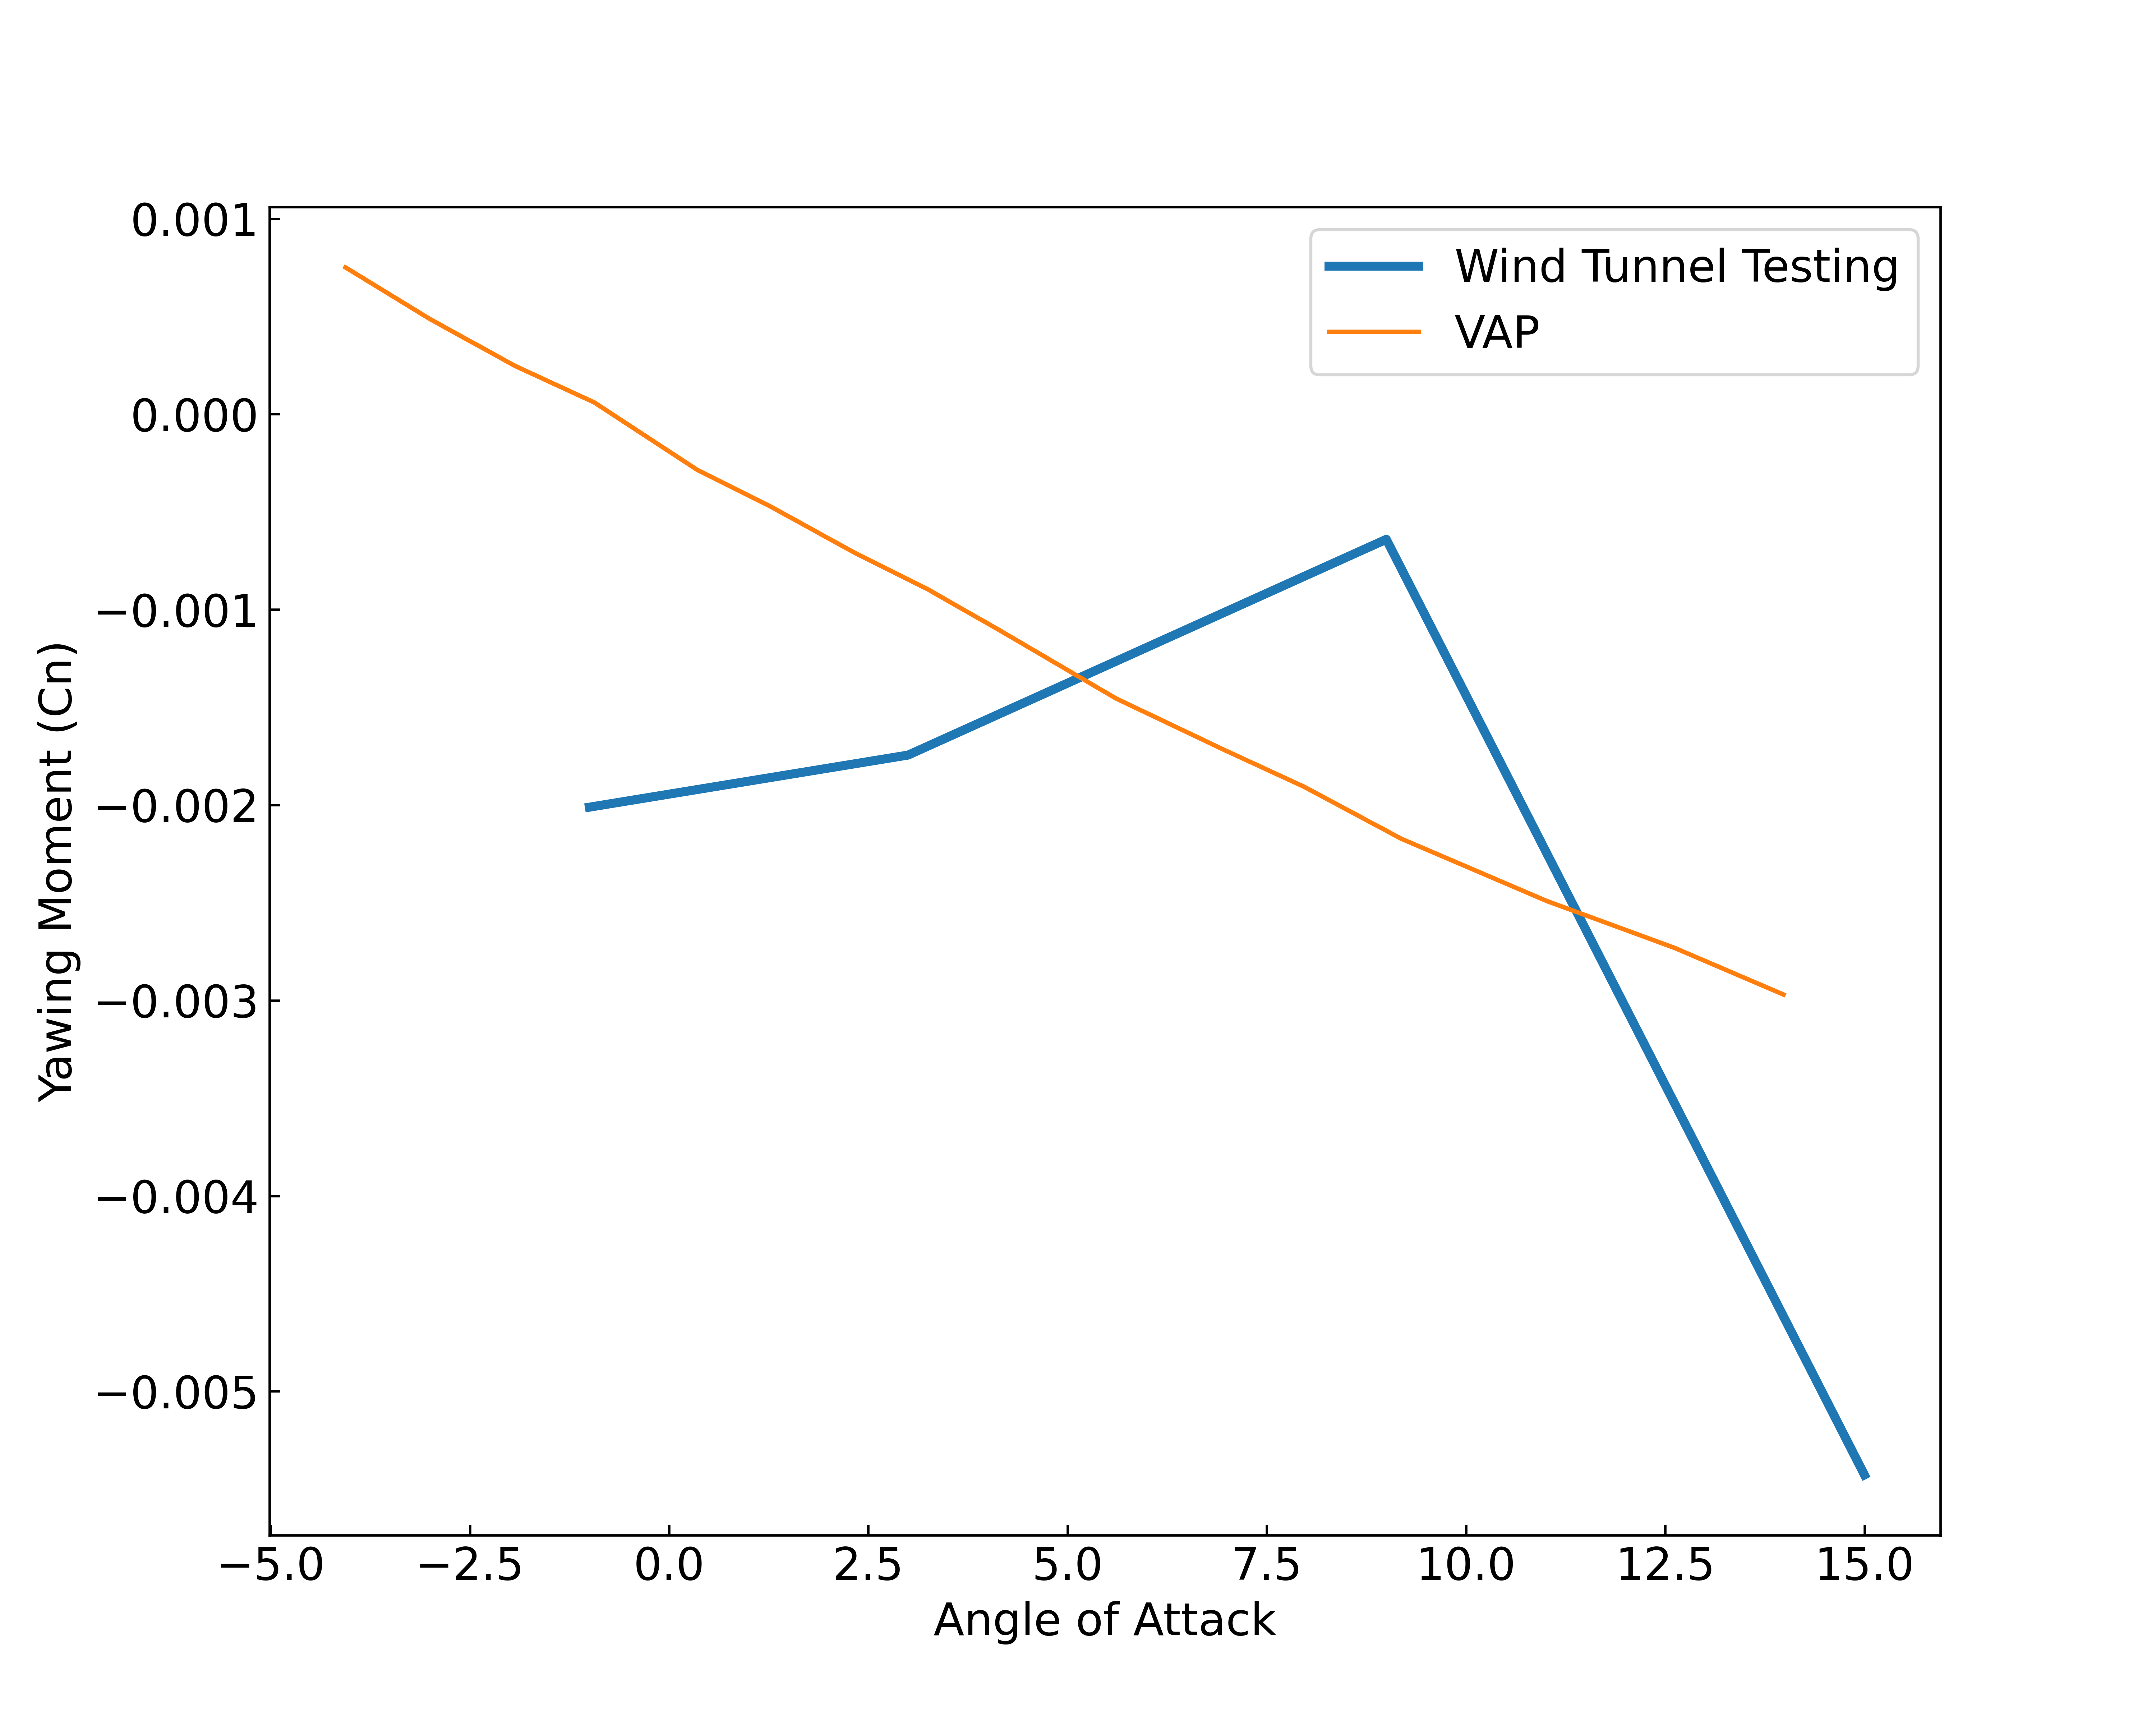 0.001
0.000
−0.001
−0.002
−0.003
−0.004
−0.005
Yawing Moment (Cn)
Wind Tunnel Testing
VAP
−5.0 −2.5 0.0 2.5 5.0 7.5 10.0 12.5 15.0
Angle of Attack